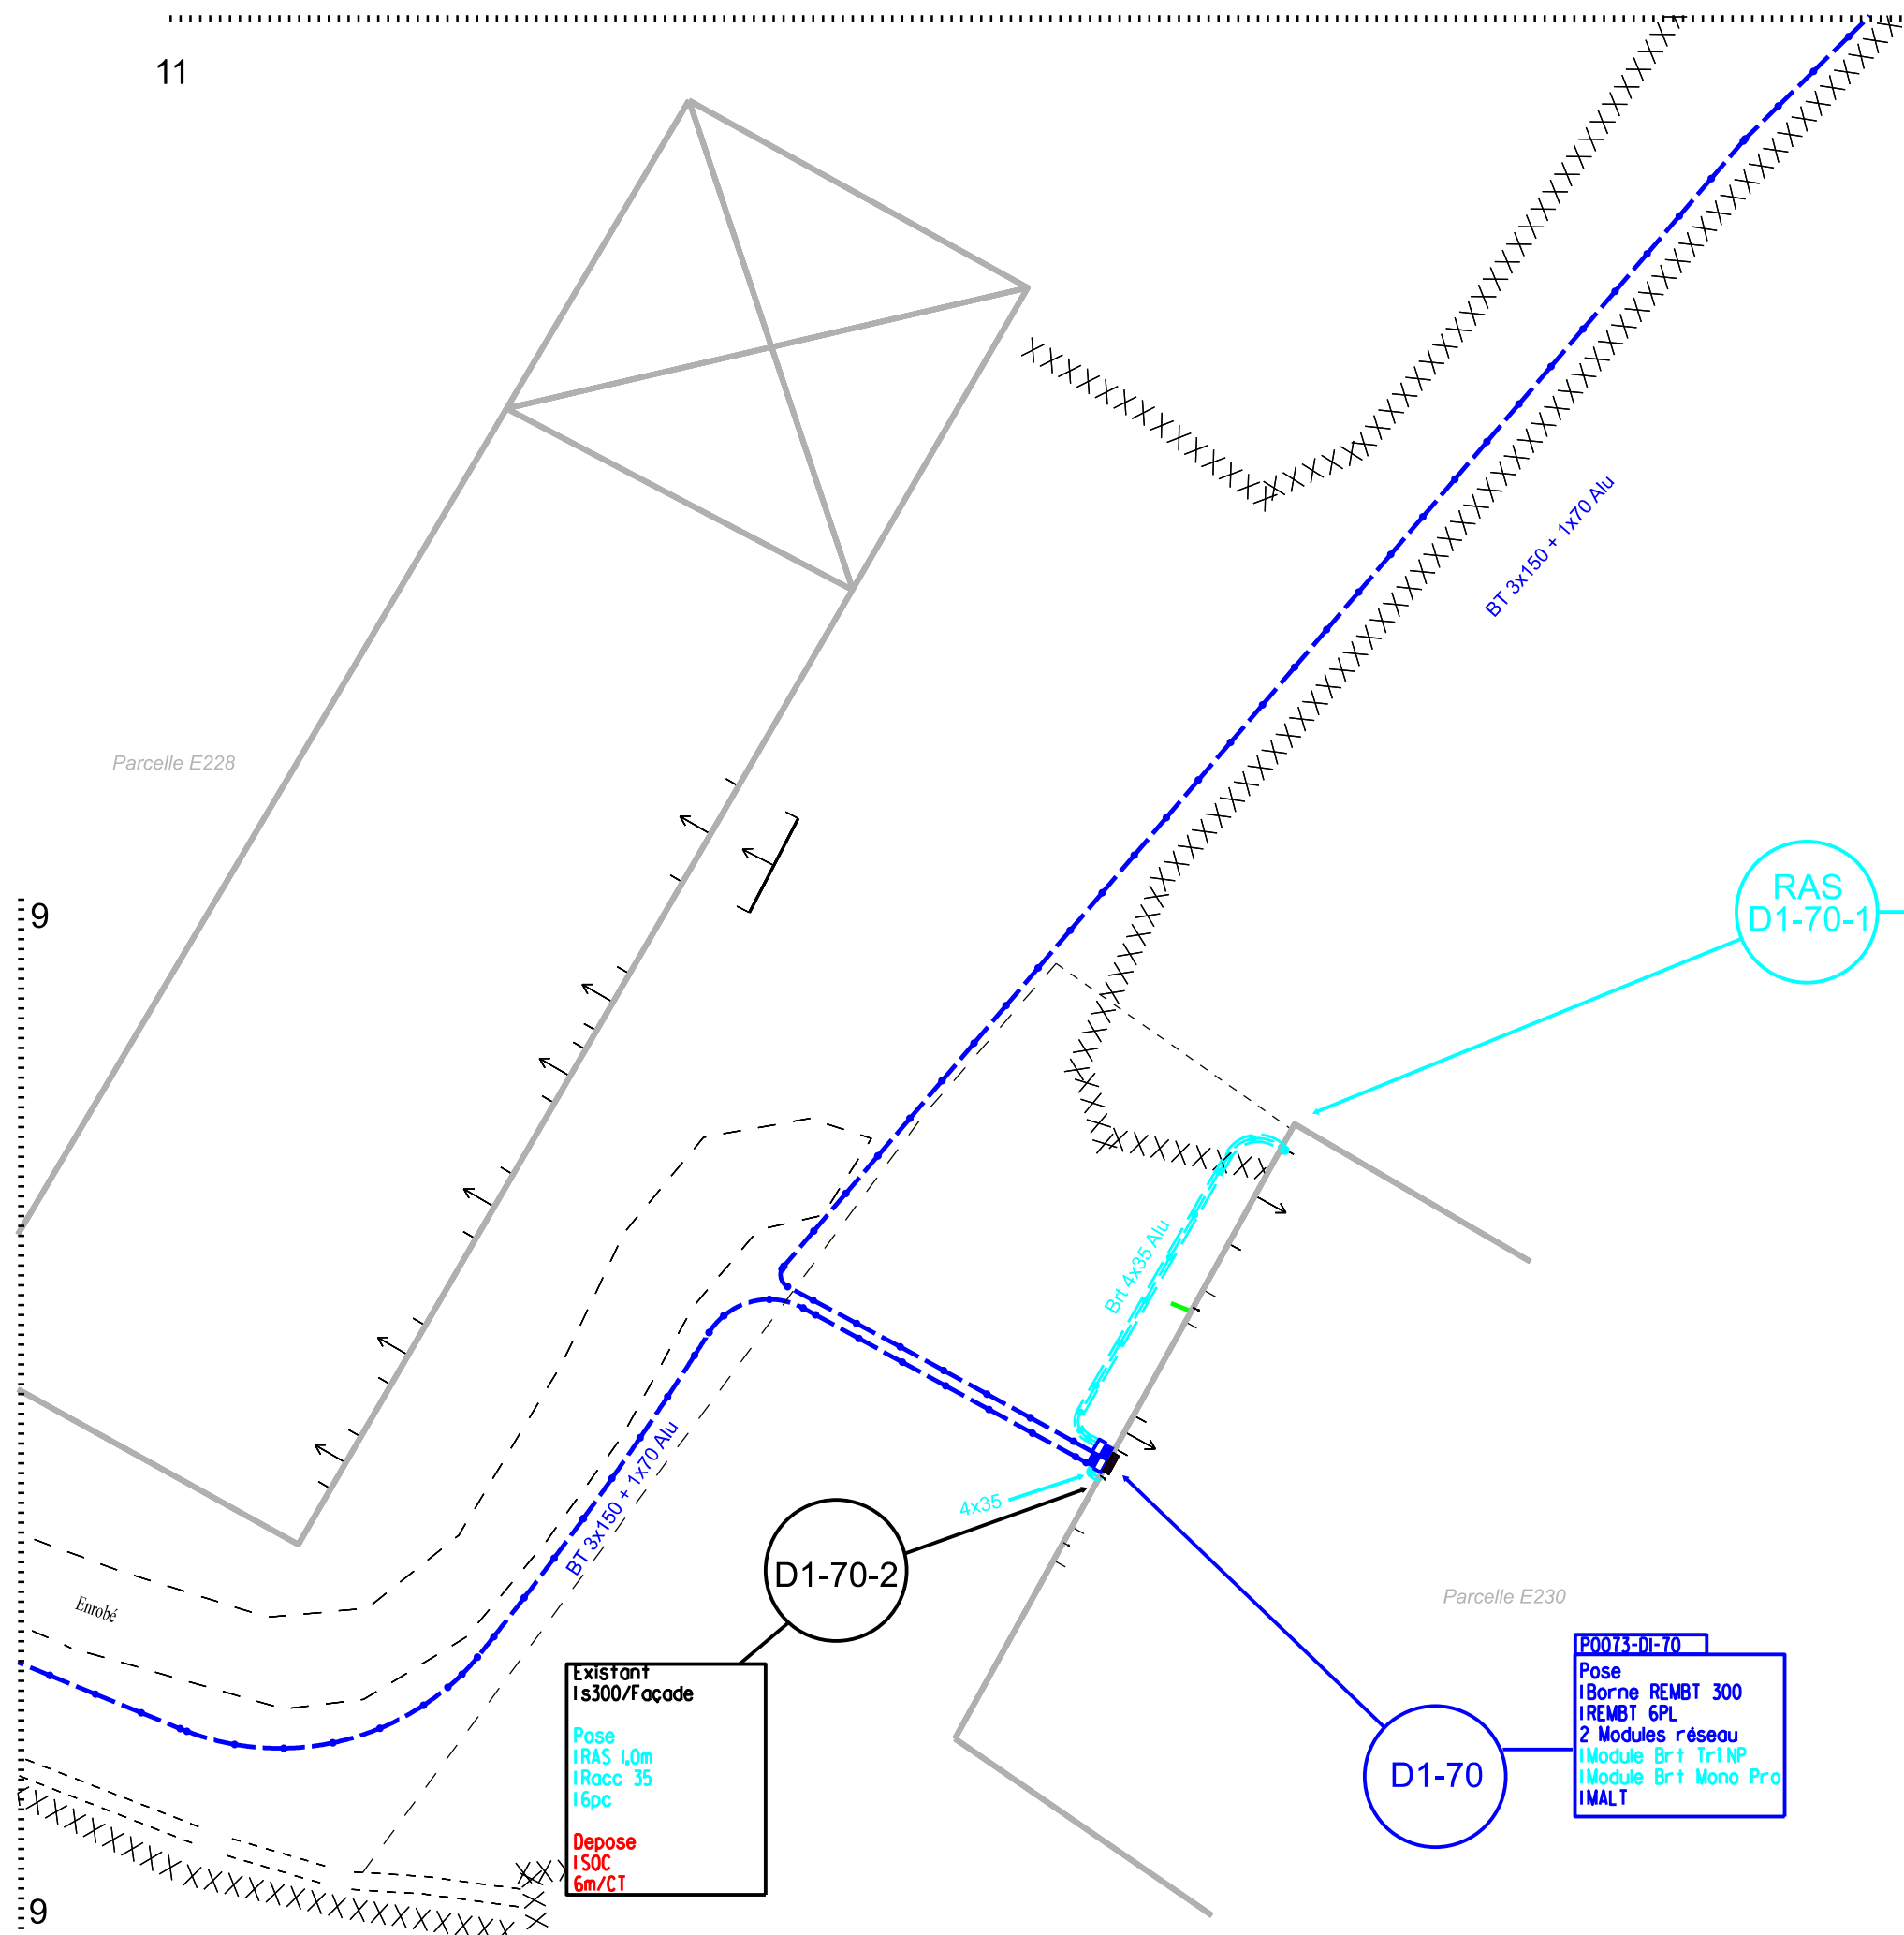 11
BT 3x150 + 1x70 Alu
Parcelle E228
RAS
D1-70-1
9
Brt 4x35 Alu
BT 3x150 + 1x70 Alu
4x35
D1-70-2
Enrobé
Parcelle E230
Existant
1s300/Façade
Pose
1RAS 1,0m
1Racc 35
16pc
Depose
1SOC
6m/CT
P0073-D1-70
Pose
1Borne REMBT 300
1REMBT 6PL
2 Modules réseau
1Module Brt Tri NP
1Module Brt Mono Pro
1MALT
D1-70
9